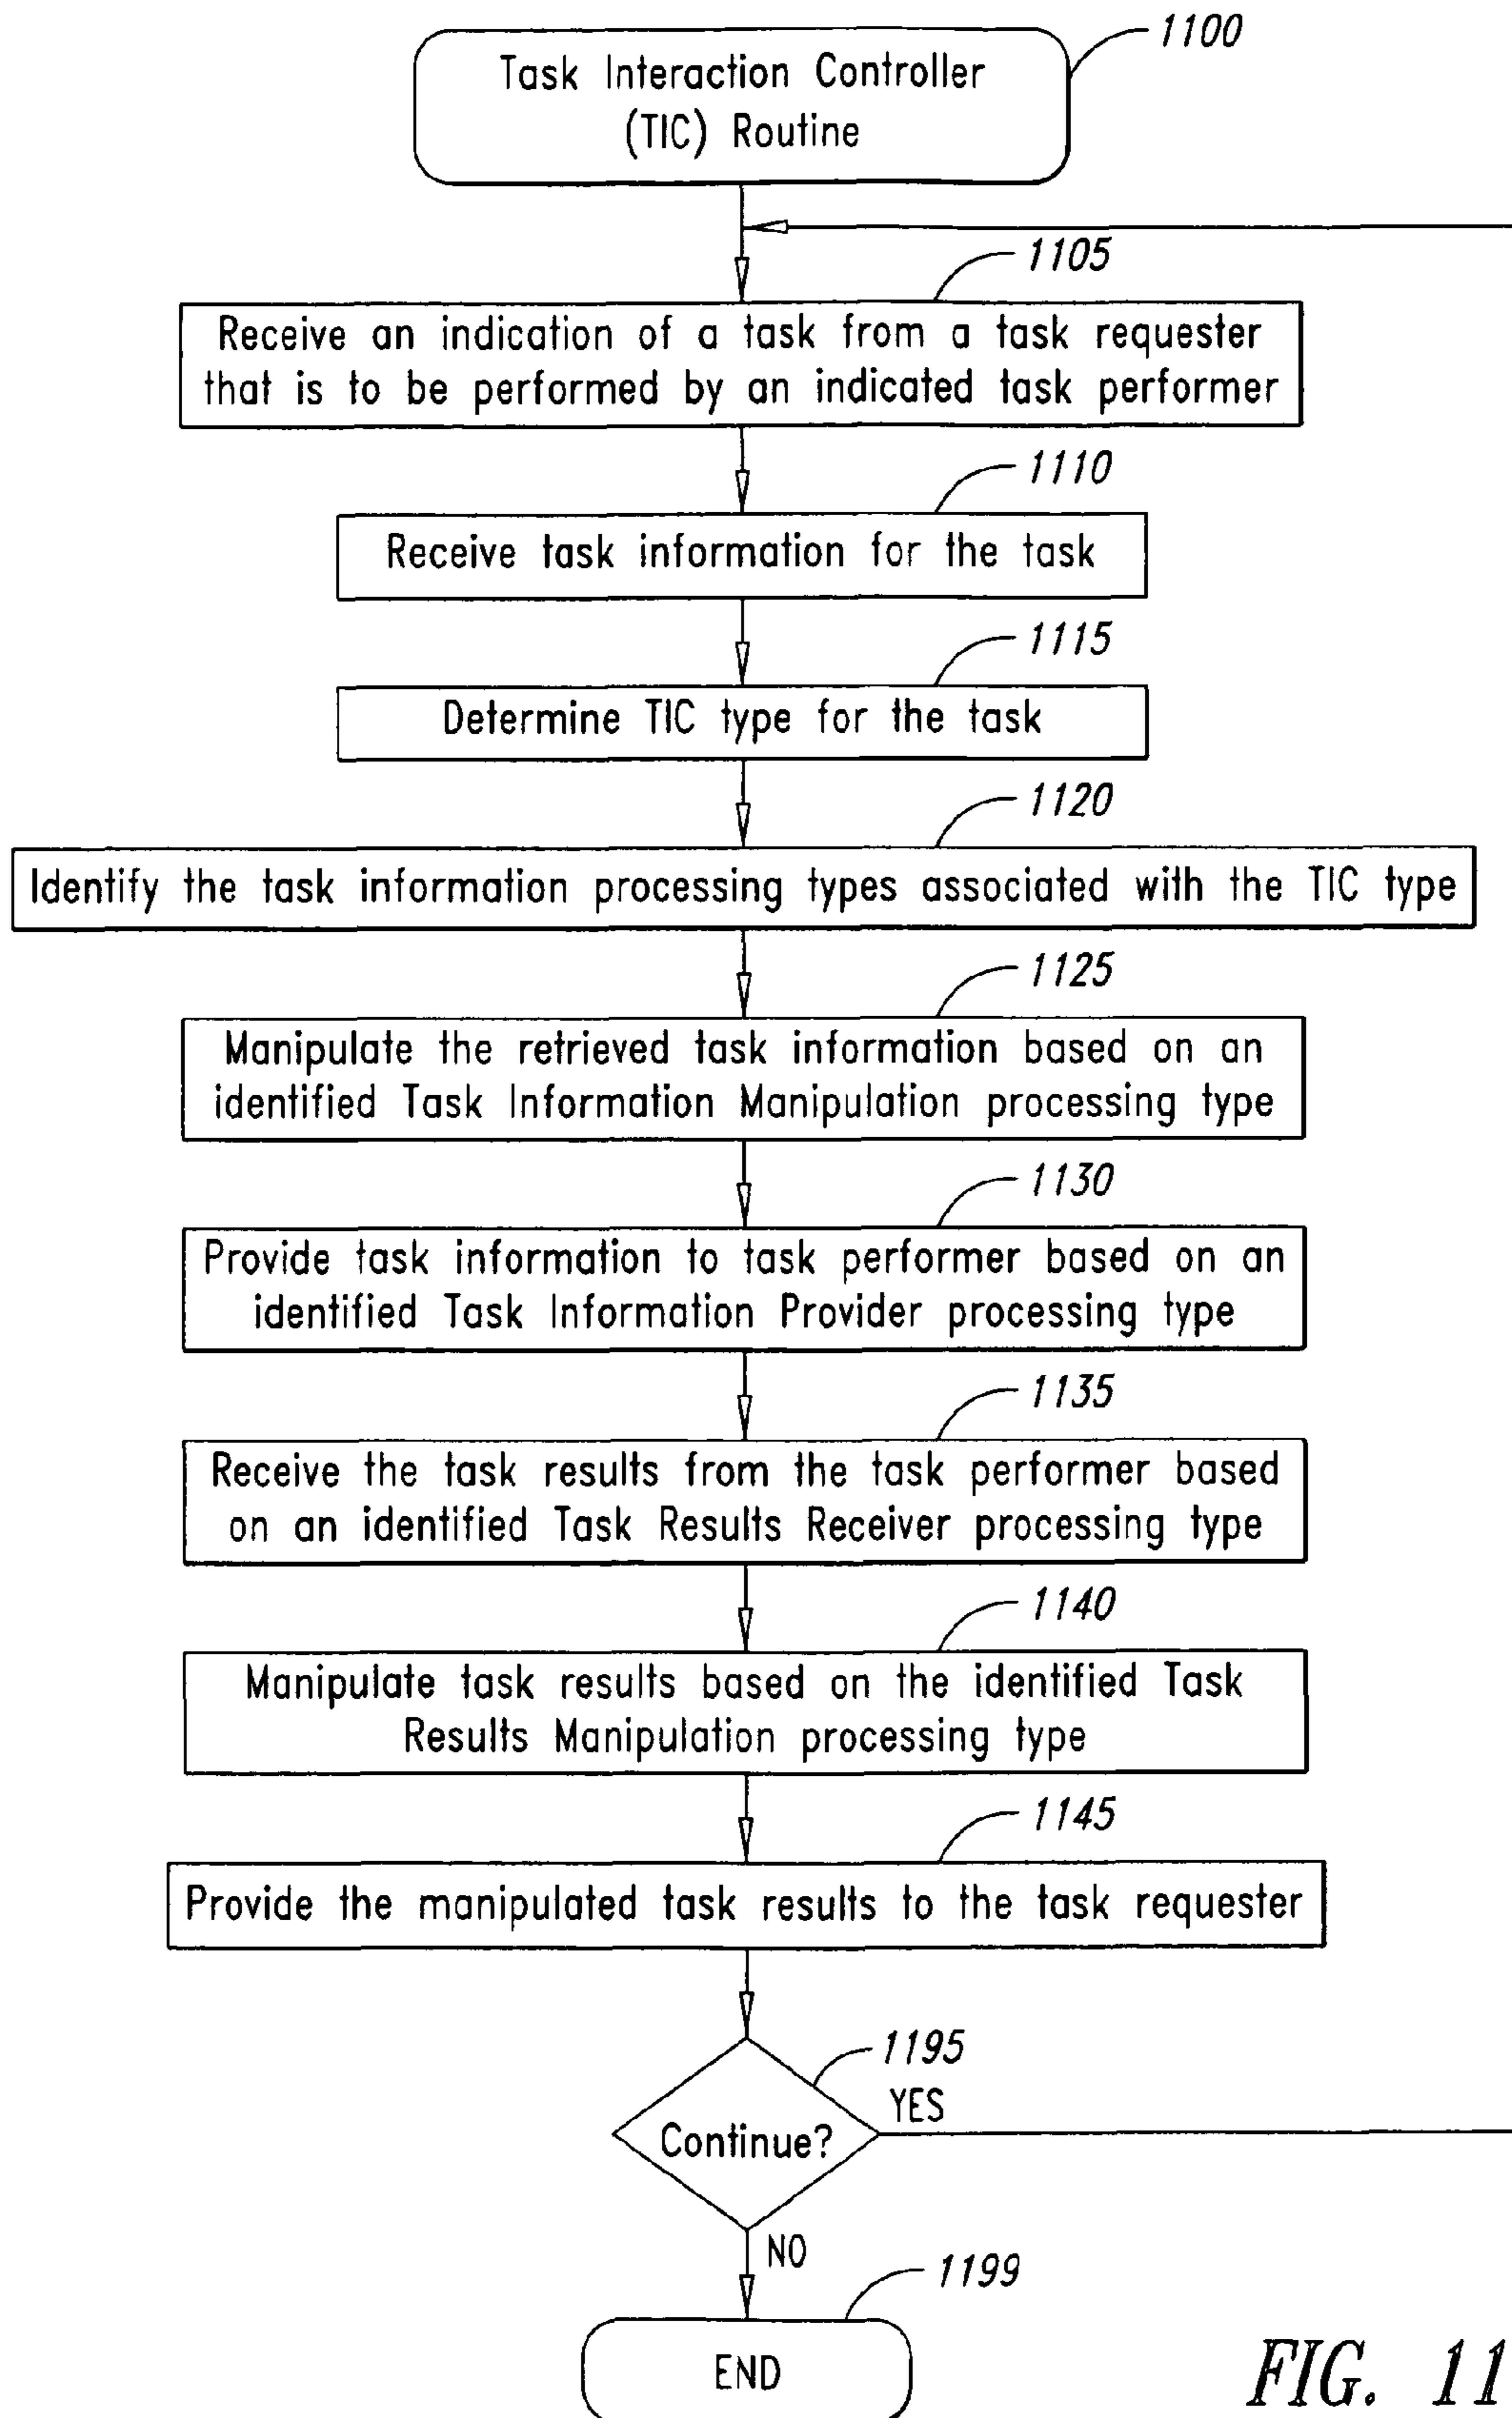 1100
Task Interaction Controller
(TIC) Routine
1105
Receive an indication of a task from a task requester
that is to be performed by an indicated task performer
1110
Receive task information for the task
1115
Determine TIC type for the task
1120
Identify the task information processing types associated with the TIC type
1125
Manipulate the retrieved task information based on an
identified Task Information Manipulation processing type
1130
Provide task information to task performer based on an
identified Task Information Provider processing type
1135
Receive the task results from the task performer based
on an identified Task Results Receiver processing type
1140
Manipulate task results based on the identified Task
Results Manipulation processing type
1145
Provide the manipulated task results to the task requester
1195
YES
Continue?
NO
1199
END
FIG. 11